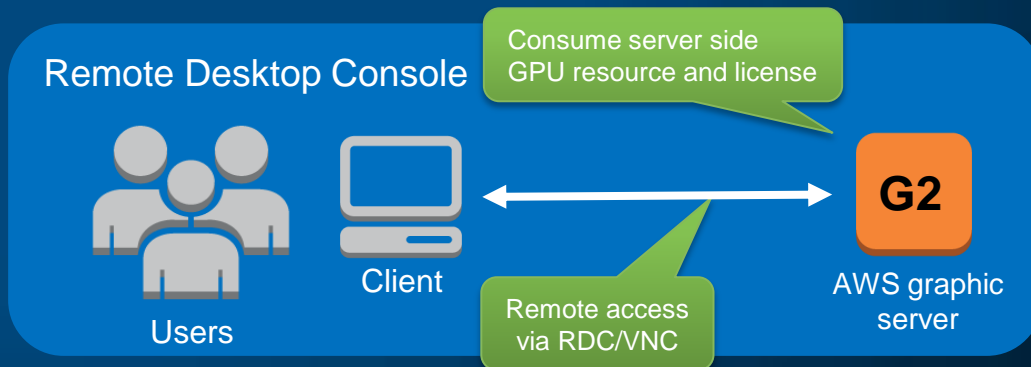 Remote Desktop Console
Consume server side
GPU resource and license
G2
Client
Users
Remote access
via RDC/VNC
AWS graphic
server